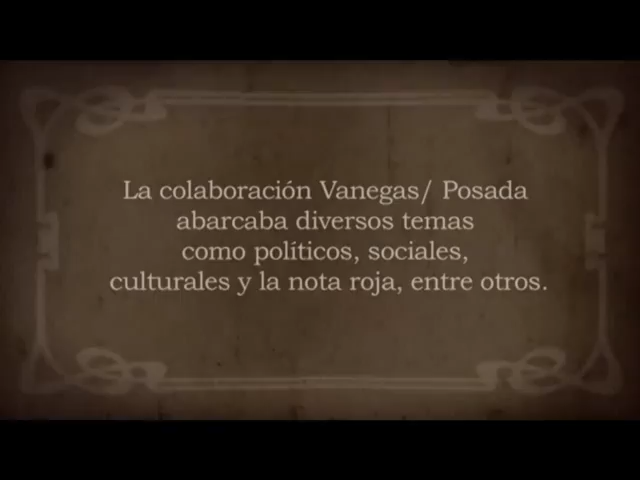 La colaboración Vanegas/ Posada
abarcaba diversos temas
como políticos, sociales,
culturales y la nota roja, entre otros.